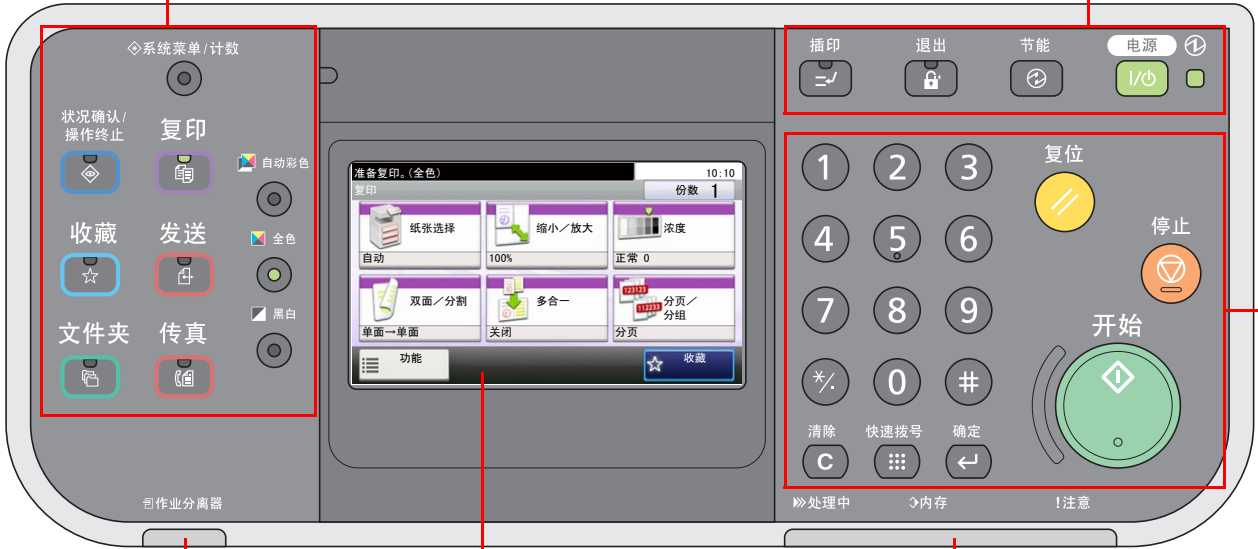 系统菜单/计数
状况确认/
操作终止
复印
自动彩色
收藏
发送
全色
文件夹
传真
黑白
作业分离器
准备复印。(全色)
10:10
复印
份数 1
纸张选择
自动
缩小/放大
100%
浓度
正常 0
双面/分割
单面→单面
多合一
关闭
123123
112233
分页/
分组
分页
功能
收藏
插印
退出
节能
电源
1
2
3
复位
4
5
6
停止
7
8
9
开始
*/.
0
#
清除
快速拨号
确定
C
处理中
内存
!注意